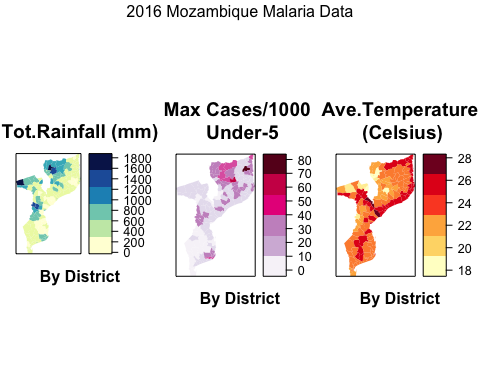 2016 Mozambique Malaria Data
Tot.Rainfall (mm)
1800
1600
1400
1200
1000
800
600
400
200
0
By District
Max Cases/1000
Under-5
80
70
60
50
40
30
20
10
0
By District
Ave.Temperature
(Celsius)
28
26
24
22
20
18
By District